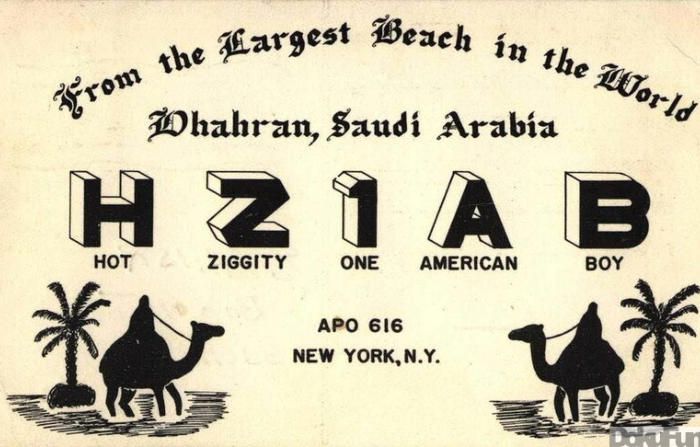 From the Largest Beach in the World
Dhahran, Saudi Arabia
HZ1AB
HOT ZIGGITY ONE AMERICAN BOY
APO 616
NEW YORK, N.Y.
DokuFunk